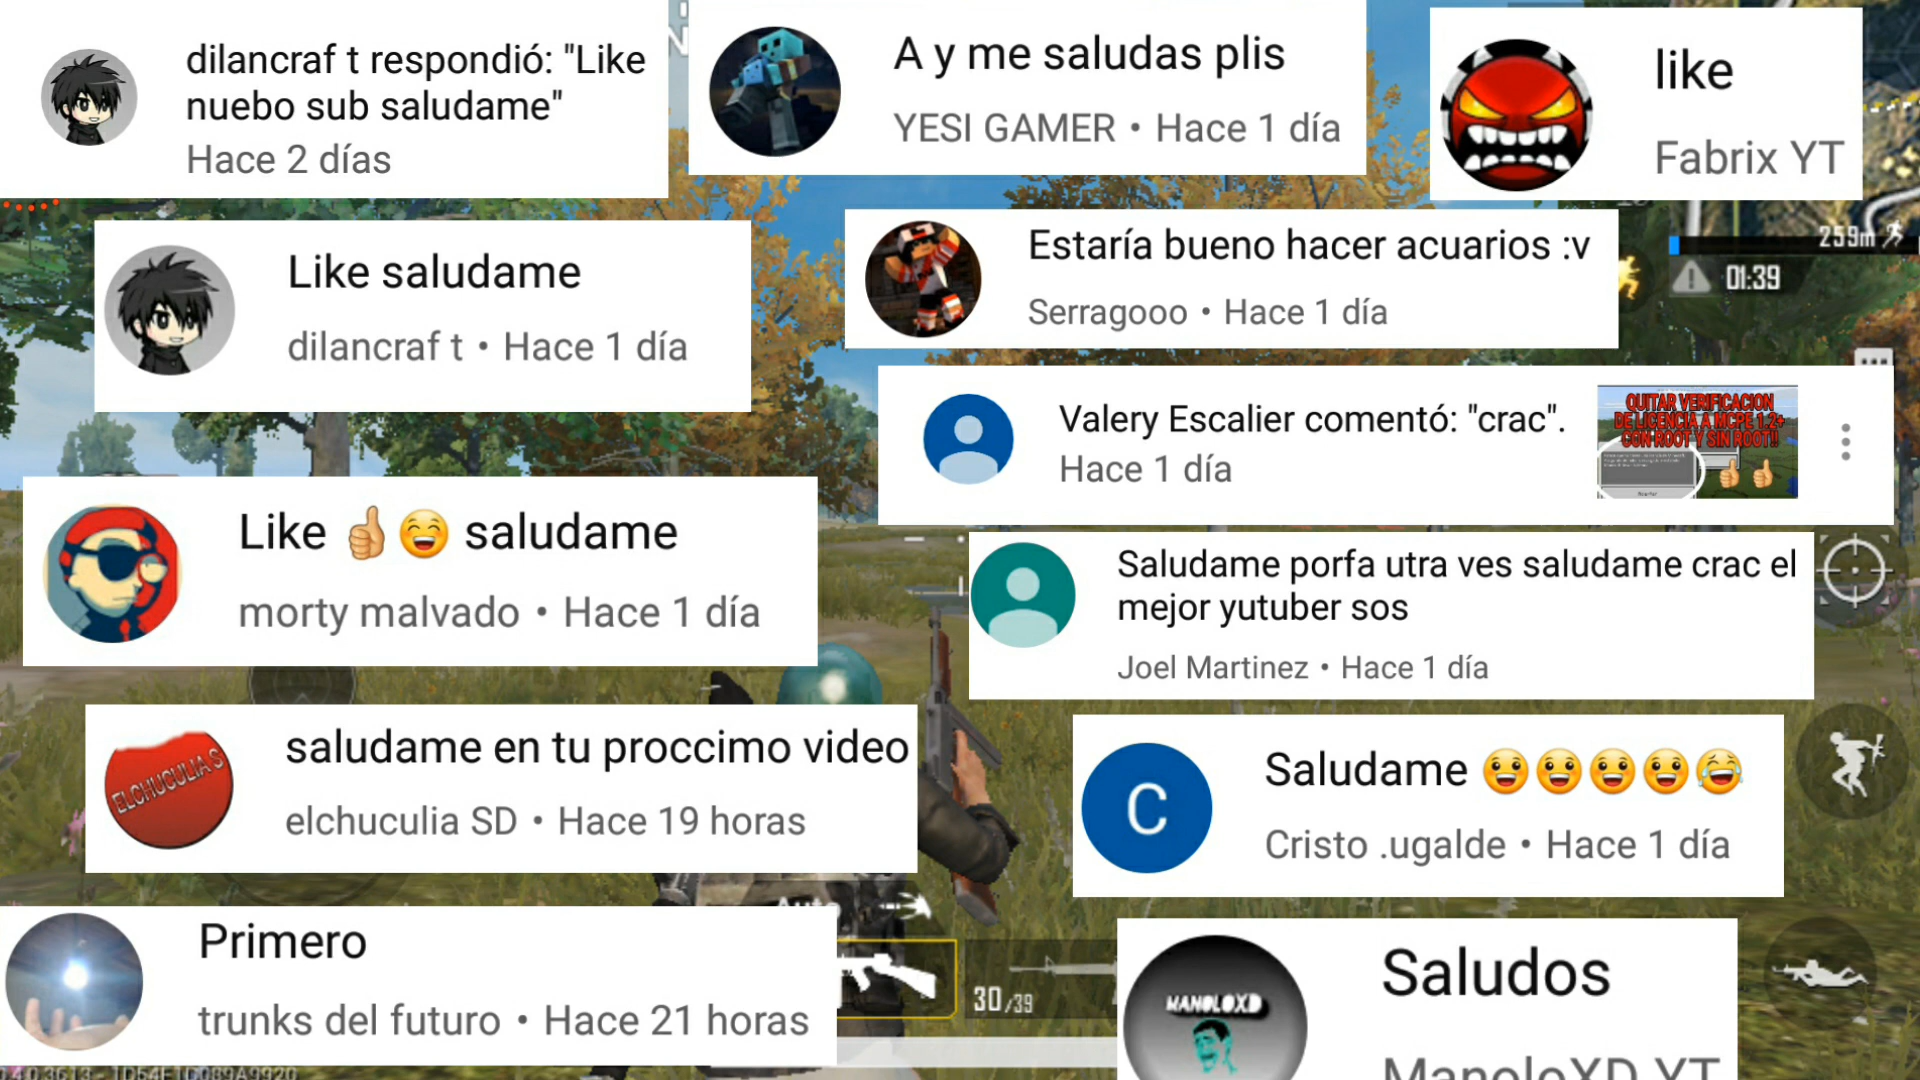 dilancraf t respondió: "Like
nuebo sub saludame"
Hace 2 días
A y me saludas plis
YESI GAMER • Hace 1 día
like
Fabrix YT
Like saludame
dilancraf t • Hace 1 día
Estaría bueno hacer acuarios :v
Serragooo • Hace 1 día
259m
01:39
Valery Escalier comentó: "crac".
Hace 1 día
QUITAR VERIFICACION
DE LICENCIA A MCPE 1.2+
CON ROOT Y SIN ROOT!!
Like 👍😁 saludame
morty malvado • Hace 1 día
Saludame porfa utra ves saludame crac el
mejor yutuber sos
Joel Martinez • Hace 1 día
ELCHUCULIA S
saludame en tu proccimo video
elchuculia SD • Hace 19 horas
C
Saludame 😀😀😀😀😂
Cristo .ugalde • Hace 1 día
Primero
trunks del futuro • Hace 21 horas
Auto
30/39
MANOLOXD
Saludos
ManoloXD YT